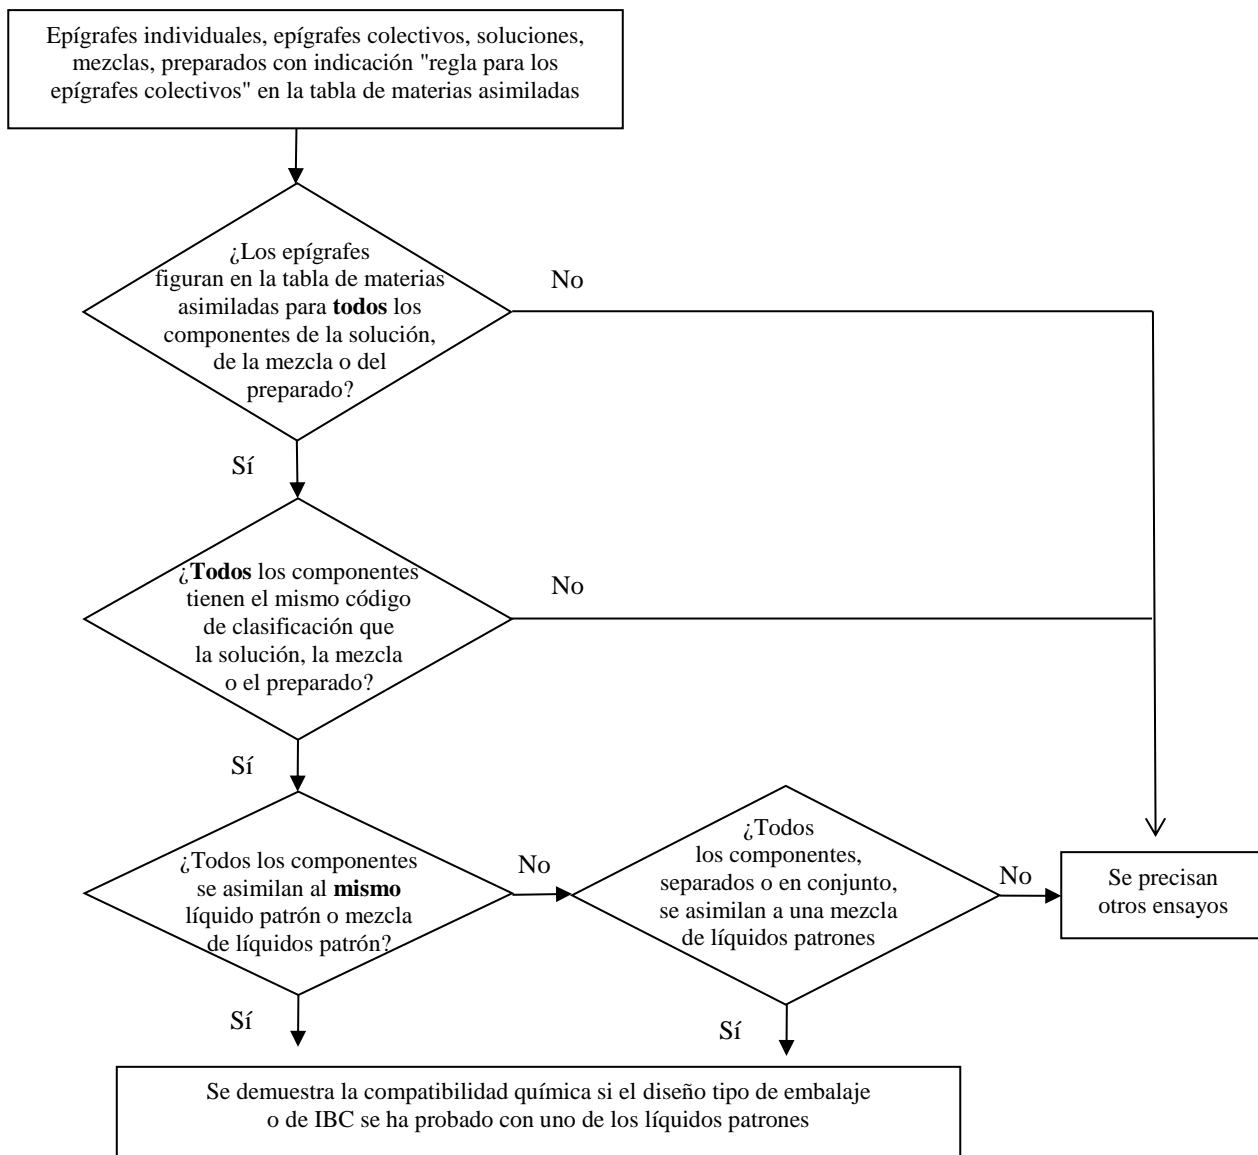 Epígrafes individuales, epígrafes colectivos, soluciones,
mezclas, preparados con indicación "regla para los
epígrafes colectivos" en la tabla de materias asimiladas
¿Los epígrafes
figuran en la tabla de materias
asimiladas para todos los
componentes de la solución,
de la mezcla o del
preparado?
No
Sí
¿Todos los componentes
tienen el mismo código
de clasificación que
la solución, la mezcla
o el preparado?
No
Sí
¿Todos los componentes
se asimilan al mismo
líquido patrón o mezcla
de líquidos patrón?
No
¿Todos
los componentes,
separados o en conjunto,
se asimilan a una mezcla
de líquidos patrones
No
Se precisan
otros ensayos
Sí
Sí
Se demuestra la compatibilidad química si el diseño tipo de embalaje
o de IBC se ha probado con uno de los líquidos patrones